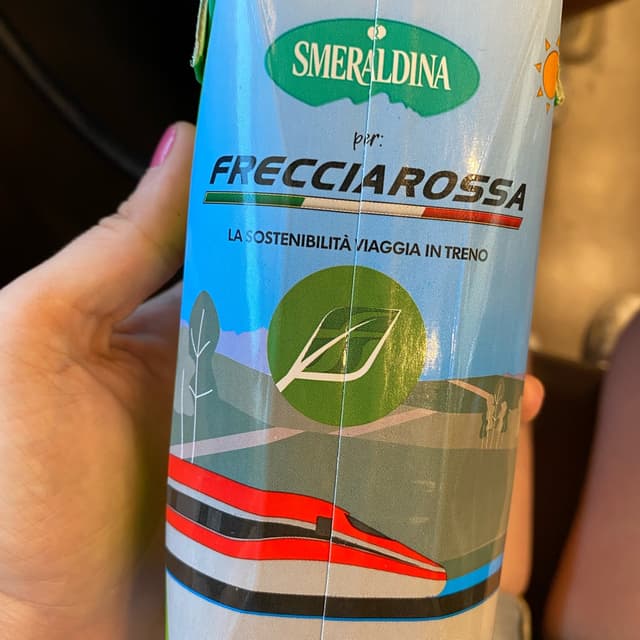 SMERALDINA
per:
FRECCIAROSSA
LA SOSTENIBILITÀ VIAGGIA IN TRENO